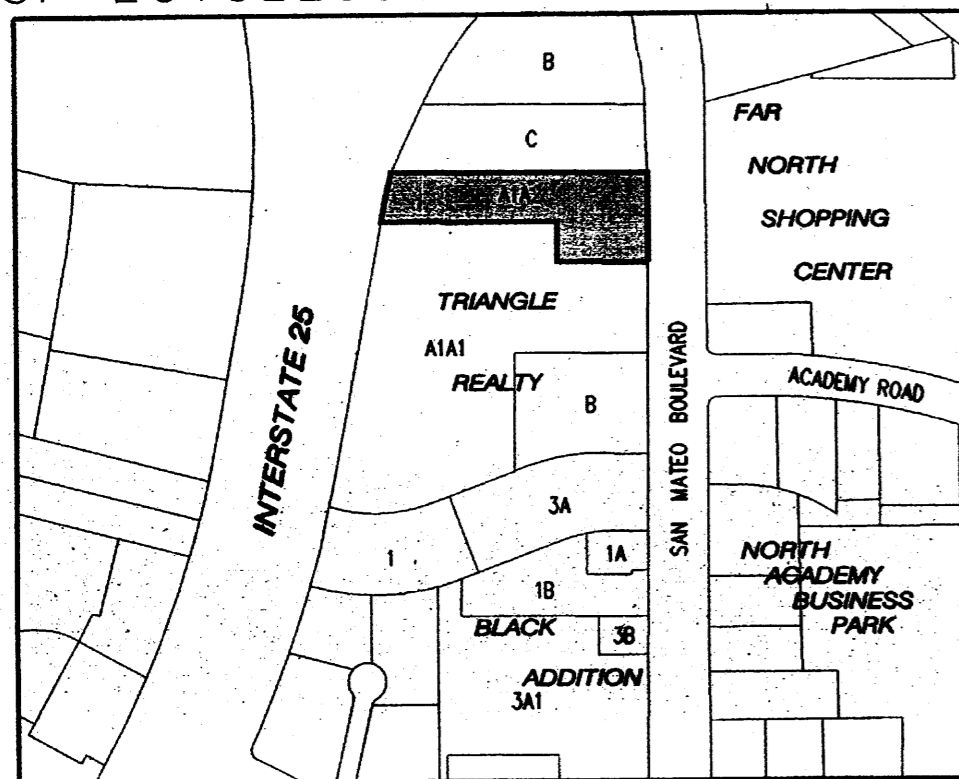 B
C
FAR
NORTH
SHOPPING
CENTER
TRIANGLE
A1A1
REALTY
B
INTERSTATE 25
SAN MATEO BOULEVARD
ACADEMY ROAD
3A
1
1A
1B
NORTH
ACADEMY
BUSINESS
PARK
BLACK
3B
ADDITION
3A1